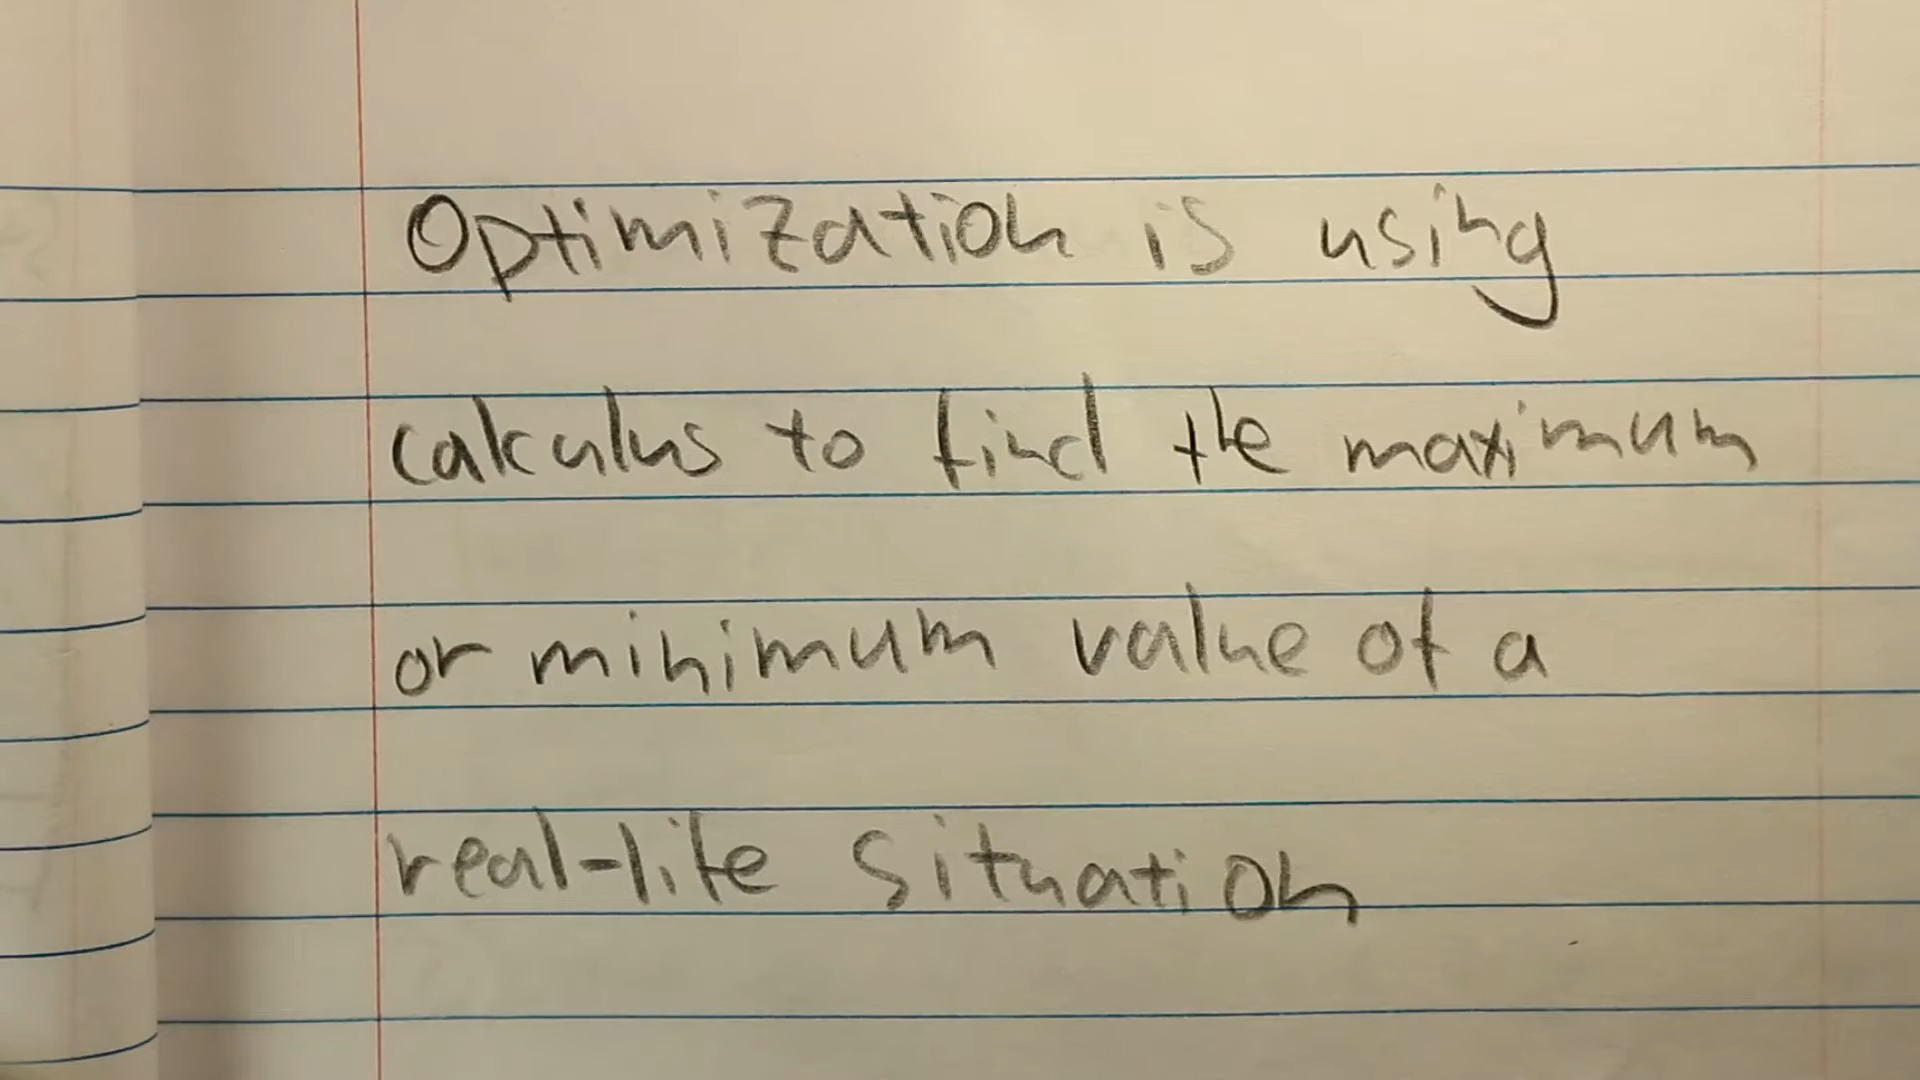 Optimization is using
calculus to find the maximum
or minimum value of a
real-life situation